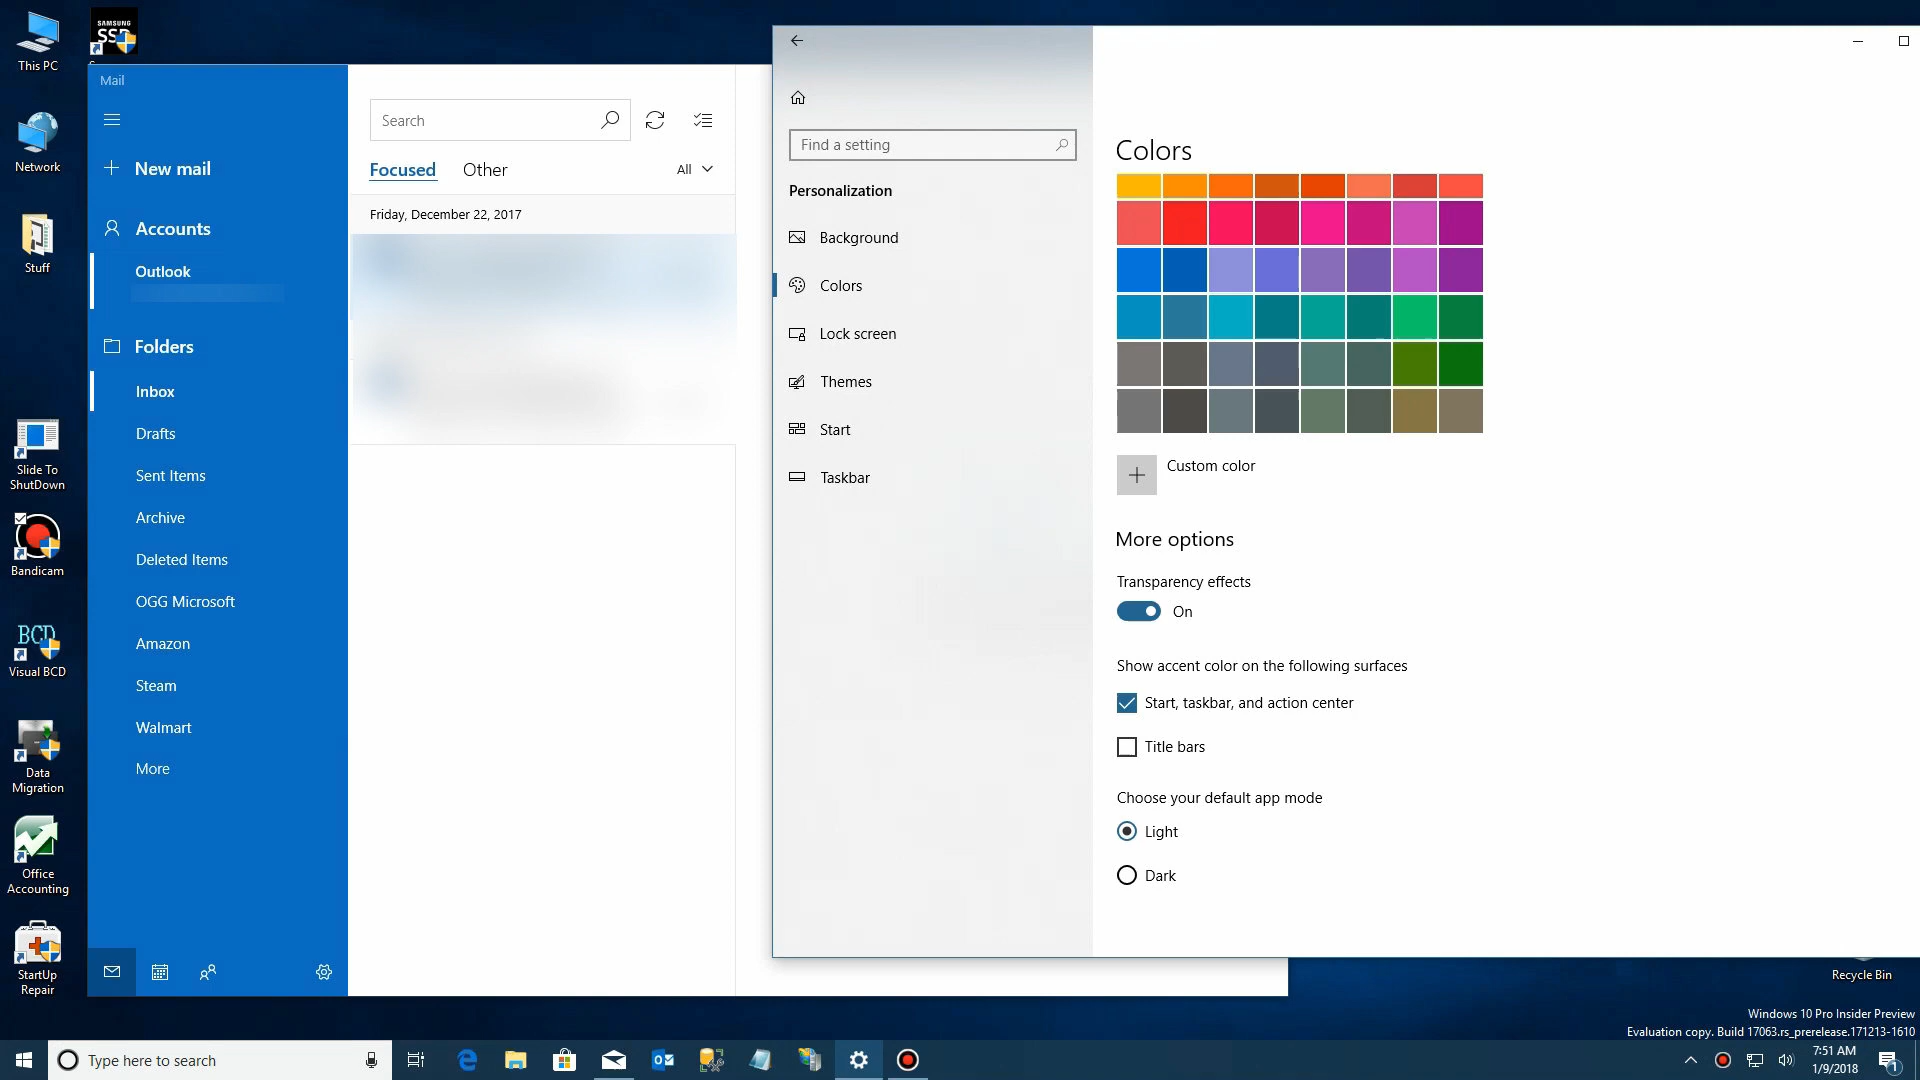 This PC
SAMSUNG
SSD
Network
Stuff
Slide To
ShutDown
Bandicam
BCD
Visual BCD
Data
Migration
Office
Accounting
StartUp
Repair
Mail
New mail
Accounts
Outlook
Folders
Inbox
Drafts
Sent Items
Archive
Deleted Items
OGG Microsoft
Amazon
Steam
Walmart
More
Search
Focused
Other
All
Friday, December 22, 2017
Find a setting
Personalization
Background
Colors
Lock screen
Themes
Start
Taskbar
Colors
Custom color
More options
Transparency effects
On
Show accent color on the following surfaces
Start, taskbar, and action center
Title bars
Choose your default app mode
Light
Dark
Recycle Bin
Windows 10 Pro Insider Preview
Evaluation copy. Build 17063.rs_prerelease.171213-1610
Type here to search
7:51 AM
1/9/2018
1